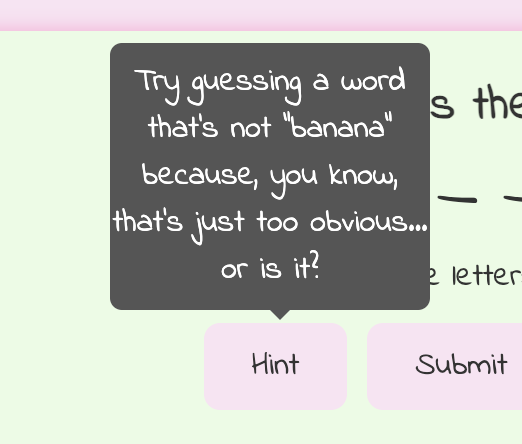 Try guessing a word
that's not "banana"
because, you know,
that's just too obvious...
or is it?
s the
_ _
letter
Hint
Submit